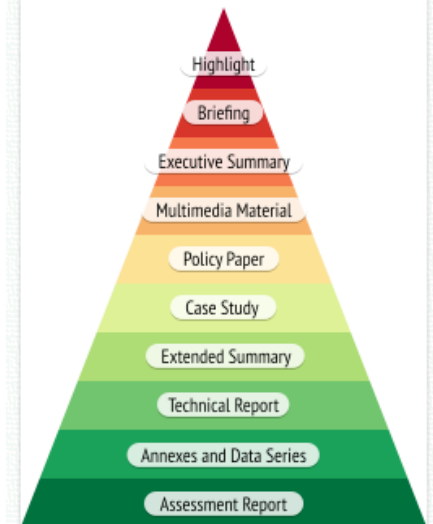 Highlight
Briefing
Executive Summary
Multimedia Material
Policy Paper
Case Study
Extended Summary
Technical Report
Annexes and Data Series
Assessment Report